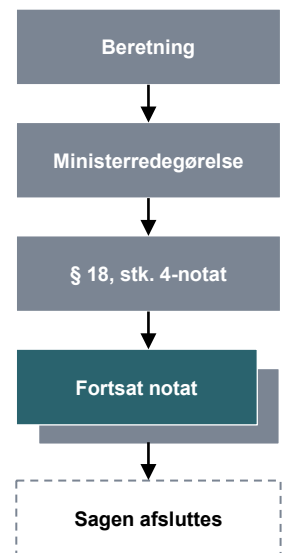 Beretning
Ministerredegørelse
§ 18, stk. 4-notat
Fortsat notat
Sagen afsluttes